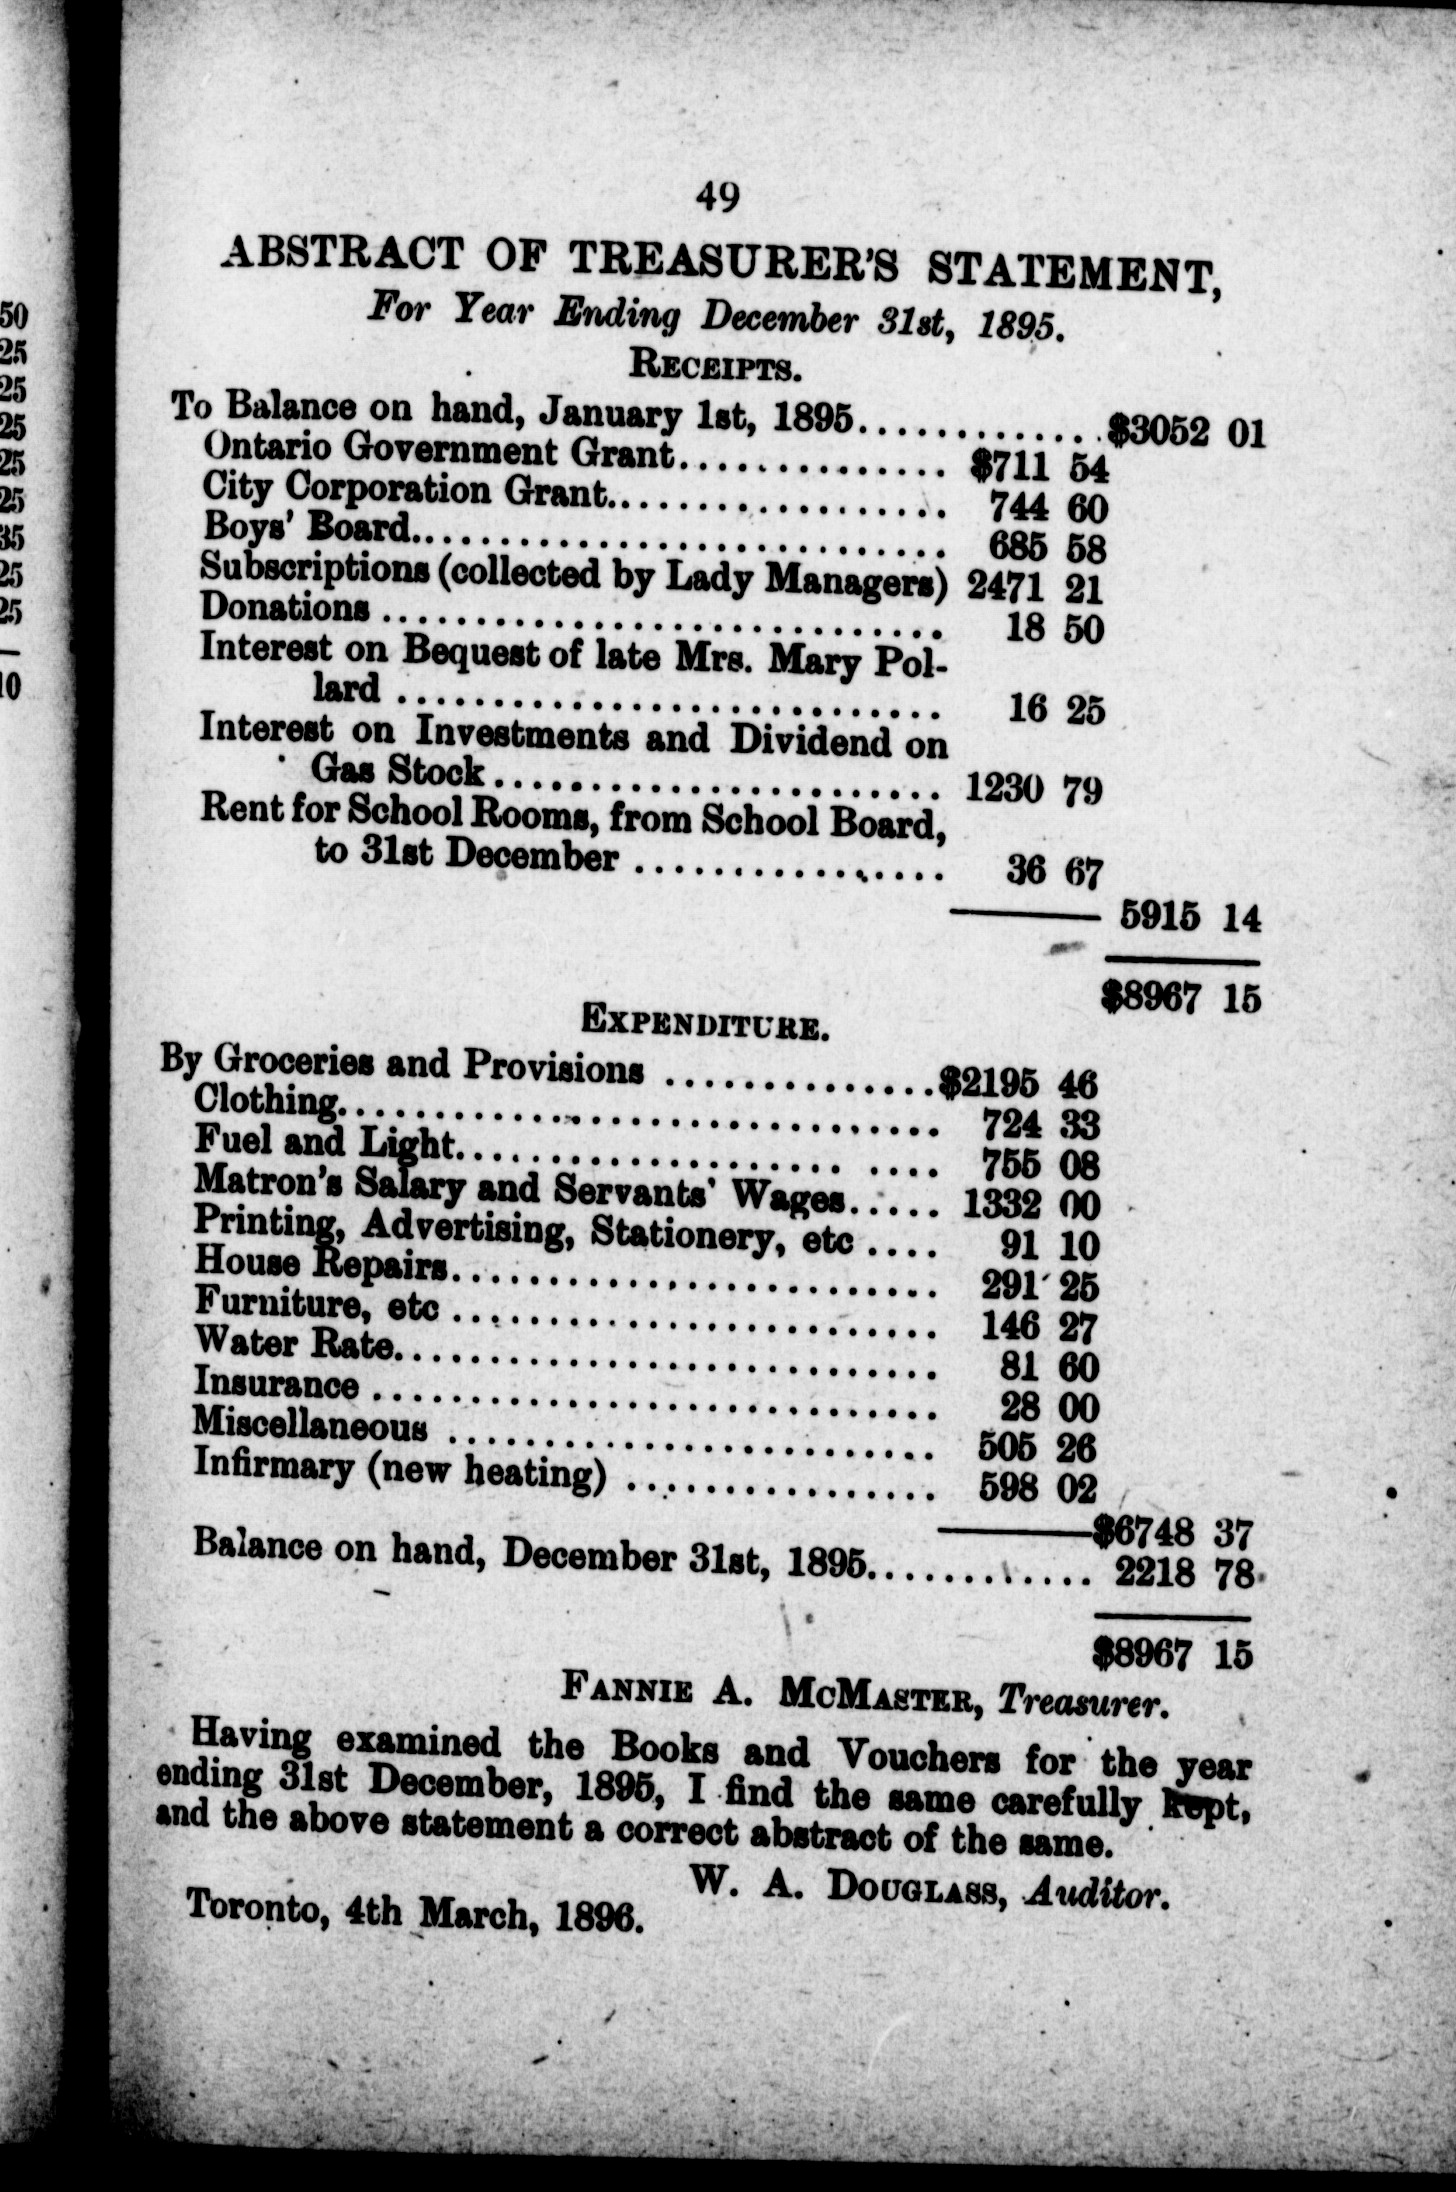 49
ABSTRACT OF TREASURER'S STATEMENT,
For Year Ending December 31st, 1895.
RECEIPTS.
To Balance on hand, January 1st, 1895.............. $3052 01
Ontario Government Grant.............. $711 54
City Corporation Grant.................. 744 60
Boys' Board............................ 685 58
Subscriptions (collected by Lady Managers) 2471 21
Donations ............................. 18 50
Interest on Bequest of late Mrs. Mary Pol-
lard ............................ 16 25
Interest on Investments and Dividend on
Gas Stock....................... 1230 79
Rent for School Rooms, from School Board,
to 31st December ................ 36 67
5915 14
$8967 15
EXPENDITURE.
By Groceries and Provisions .............. $2195 46
Clothing............................... 724 33
Fuel and Light.................... .... 755 08
Matron's Salary and Servants' Wages..... 1332 00
Printing, Advertising, Stationery, etc .... 91 10
House Repairs......................... 291 25
Furniture, etc ......................... 146 27
Water Rate............................ 81 60
Insurance ............................. 28 00
Miscellaneous ......................... 505 26
Infirmary (new heating) ................ 598 02
$6748 37
Balance on hand, December 31st, 1895............ 2218 78
$8967 15
FANNIE A. MCMASTER, Treasurer.
Having examined the Books and Vouchers for the year
ending 31st December, 1895, I find the same carefully kept,
and the above statement a correct abstract of the same.
W. A. DOUGLASS, Auditor.
Toronto, 4th March, 1896.
50
25
25
25
25
25
35
25
25